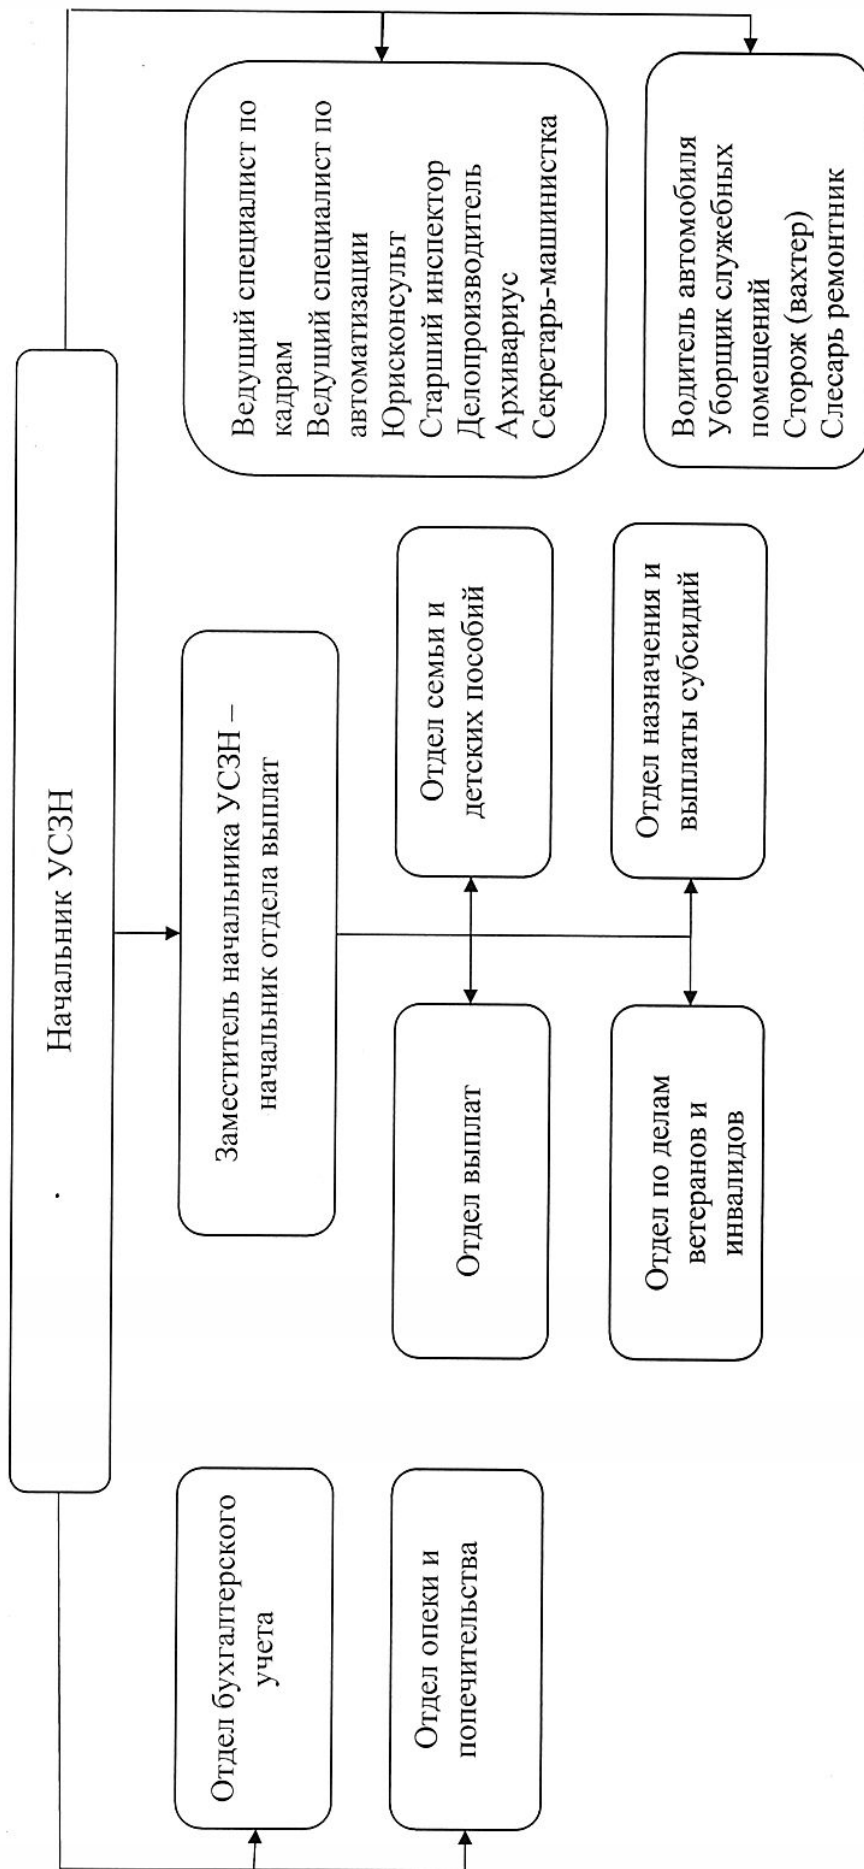 Начальник УСЗН
Отдел бухгалтерского
учета
Отдел опеки и
попечительства
Заместитель начальника УСЗН –
начальник отдела выплат
Отдел выплат
Отдел семьи и
детских пособий
Отдел по делам
ветеранов и
инвалидов
Отдел назначения и
выплаты субсидий
Ведущий специалист по
кадрам
Ведущий специалист по
автоматизации
Юрисконсульт
Старший инспектор
Делопроизводитель
Архивариус
Секретарь-машинистка
Водитель автомобиля
Уборщик служебных
помещений
Сторож (вахтер)
Слесарь ремонтник